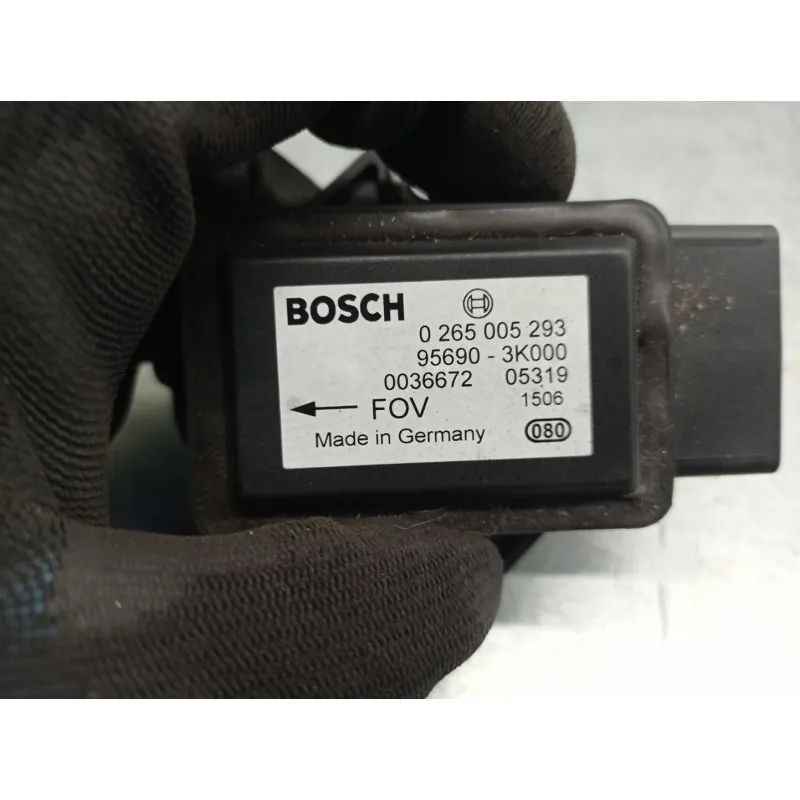 BOSCH
0 265 005 293
95690 - 3K000
0036672 05319
FOV 1506
Made in Germany 080